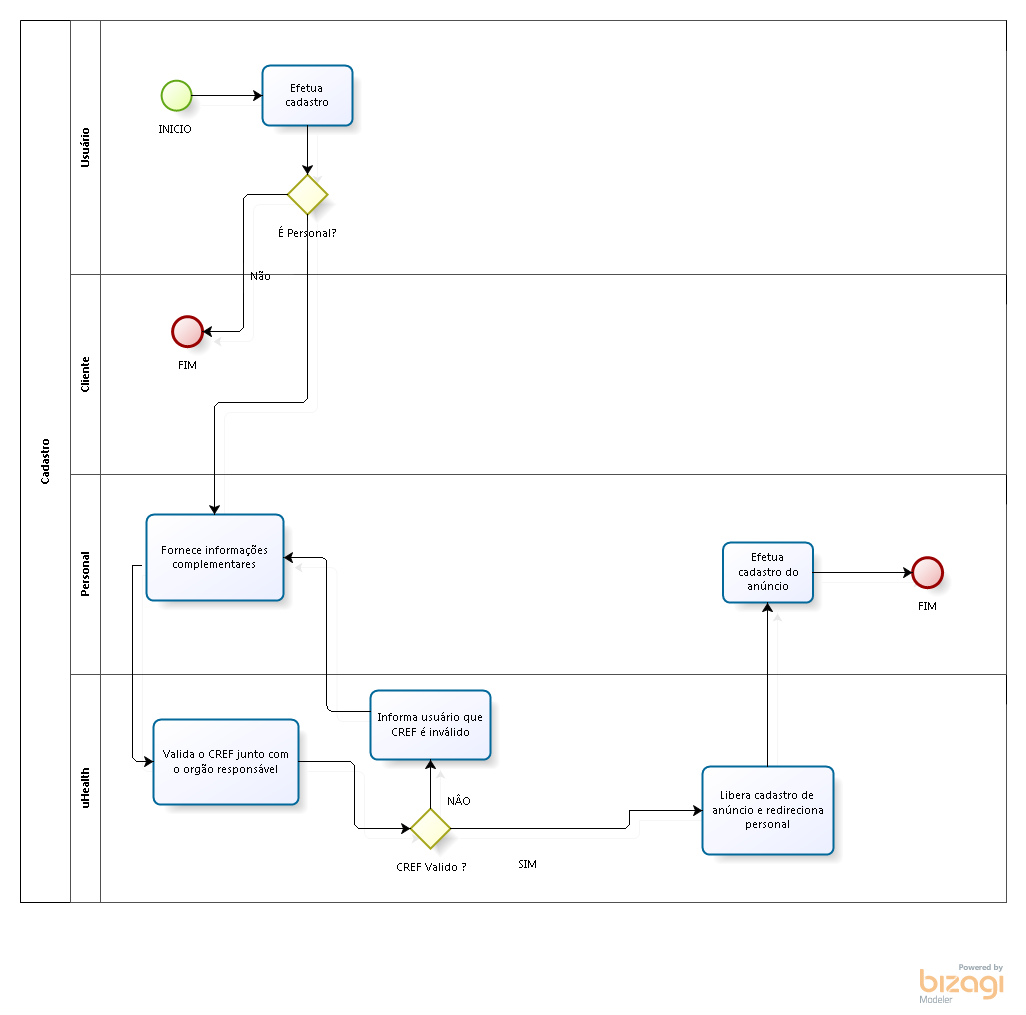 Cadastro
Usuário
INICIO
Efetua
cadastro
É Personal?
Não
Cliente
FIM
Personal
Fornece informações
complementares
Efetua
cadastro do
anúncio
FIM
uHealth
Valida o CREF junto com
o orgão responsável
Informa usuário que
CREF é inválido
NÂO
CREF Valido ?
SIM
Libera cadastro de
anúncio e redireciona
personal
Powered by
bizagi
Modeler